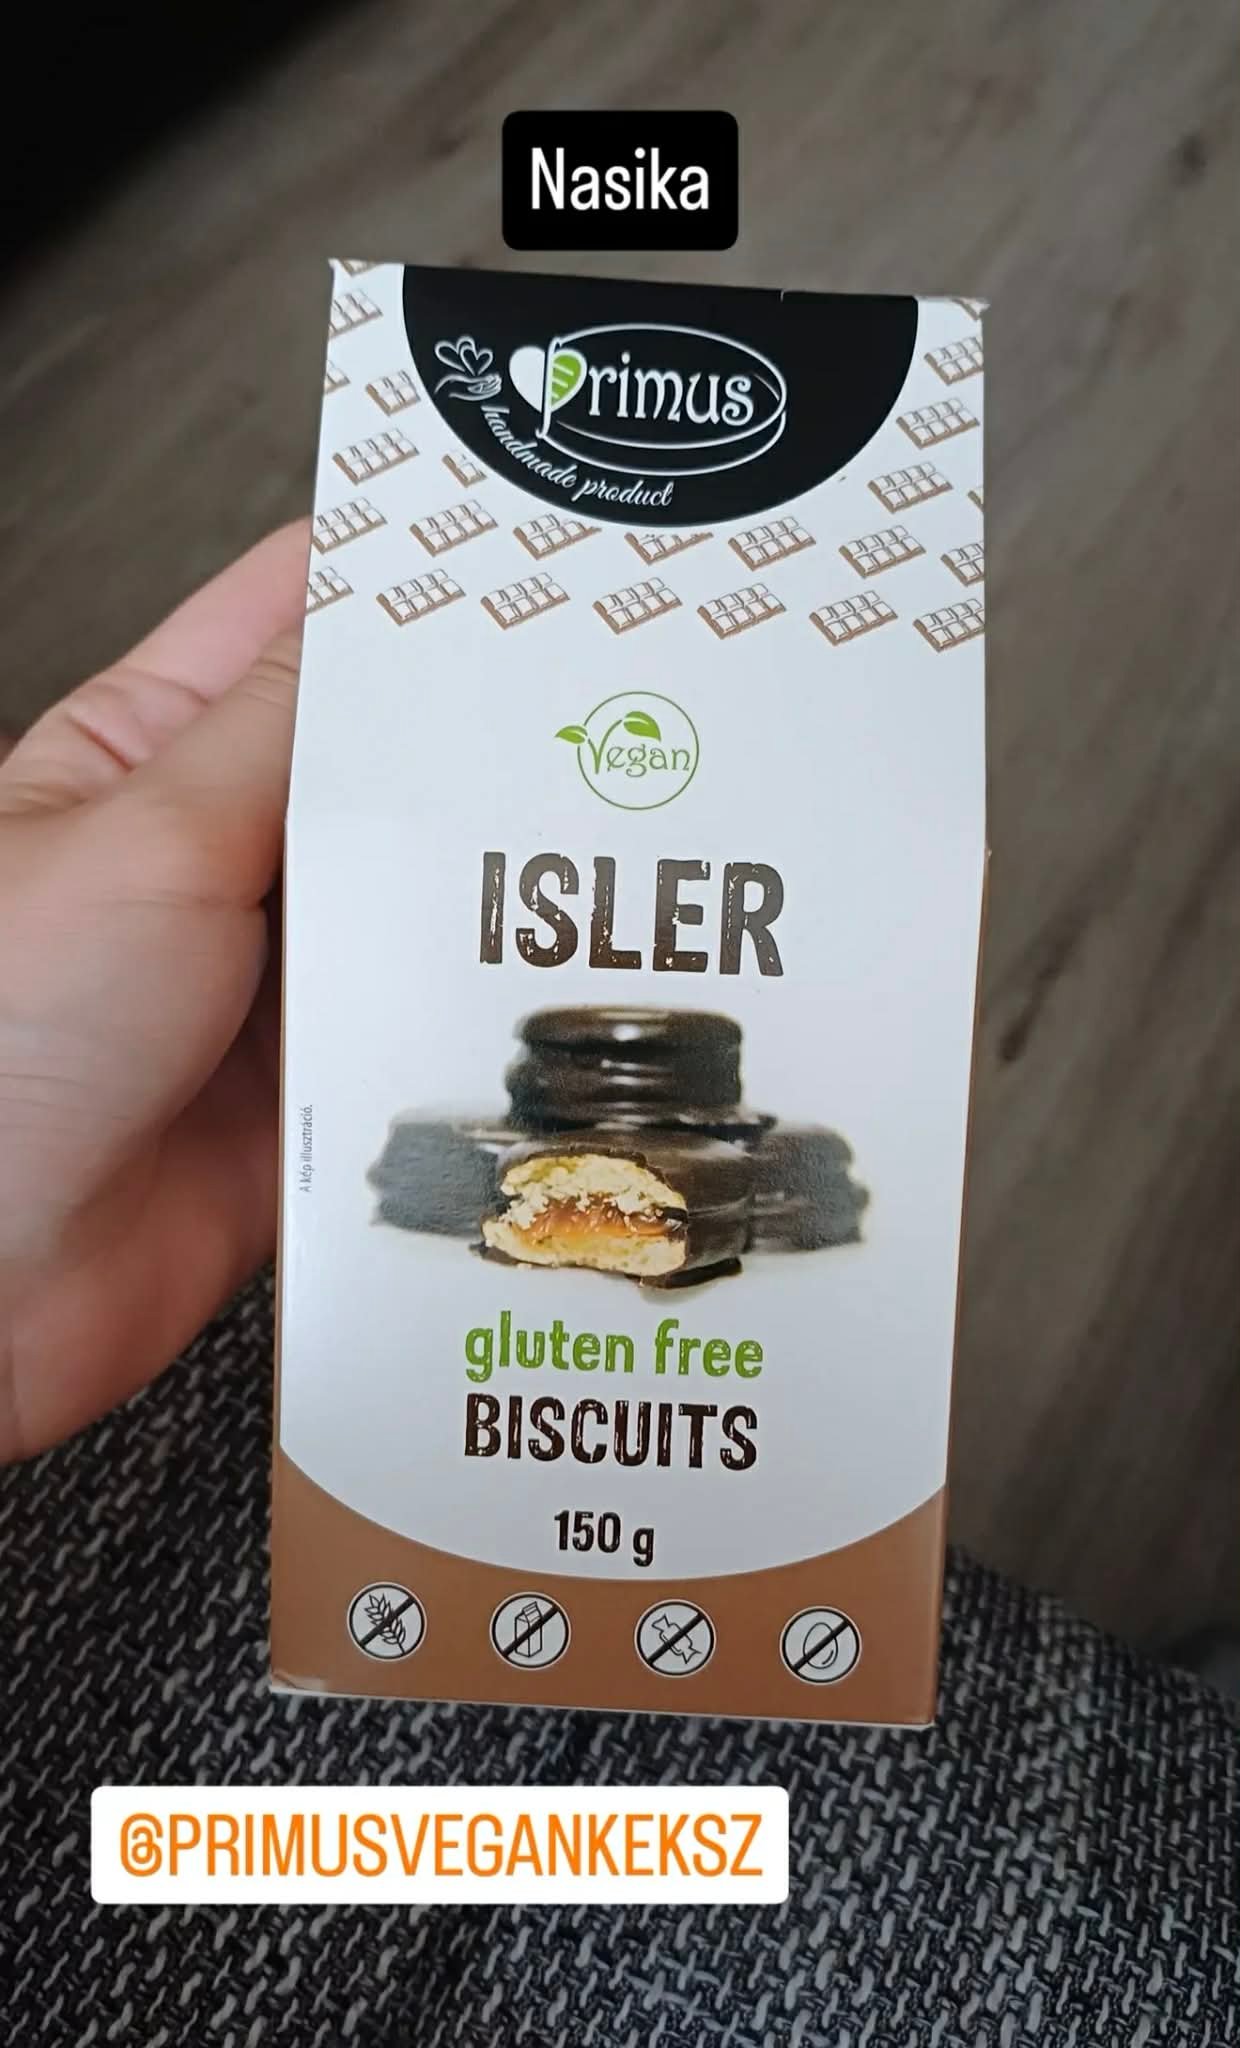 Nasika
Primus
handmade product
Vegan
ISLER
A kép illusztráció.
gluten free
BISCUITS
150 g
@PRIMUSVEGANKEKSZ